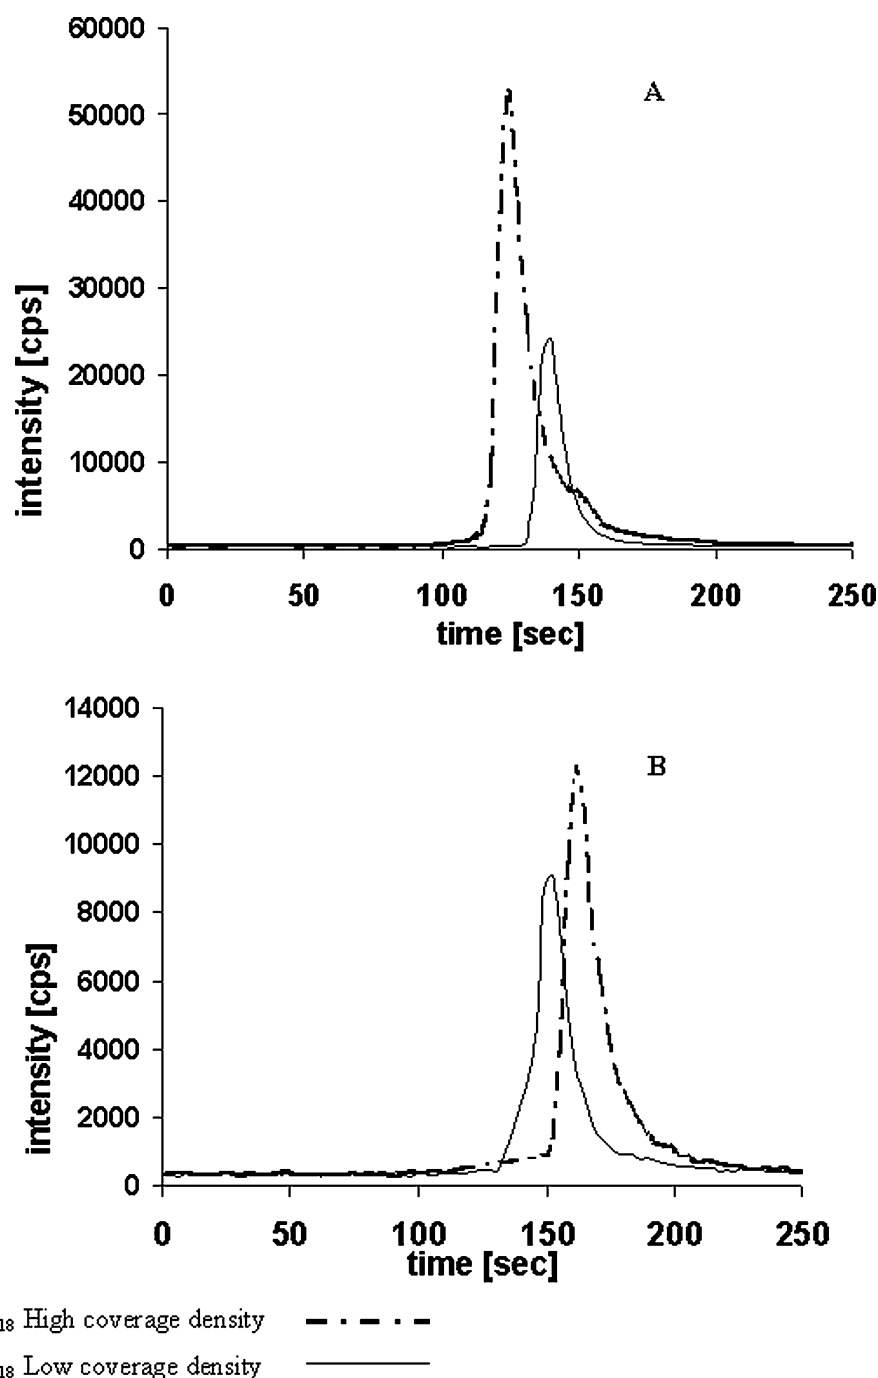 60000
A
50000
40000
30000
20000
10000
0
intensity [cps]
0 50 100 150 200 250
time [sec]
14000
B
12000
10000
8000
6000
4000
2000
0
intensity [cps]
0 50 100 150 200 250
time [sec]
18 High coverage density
18 Low coverage density